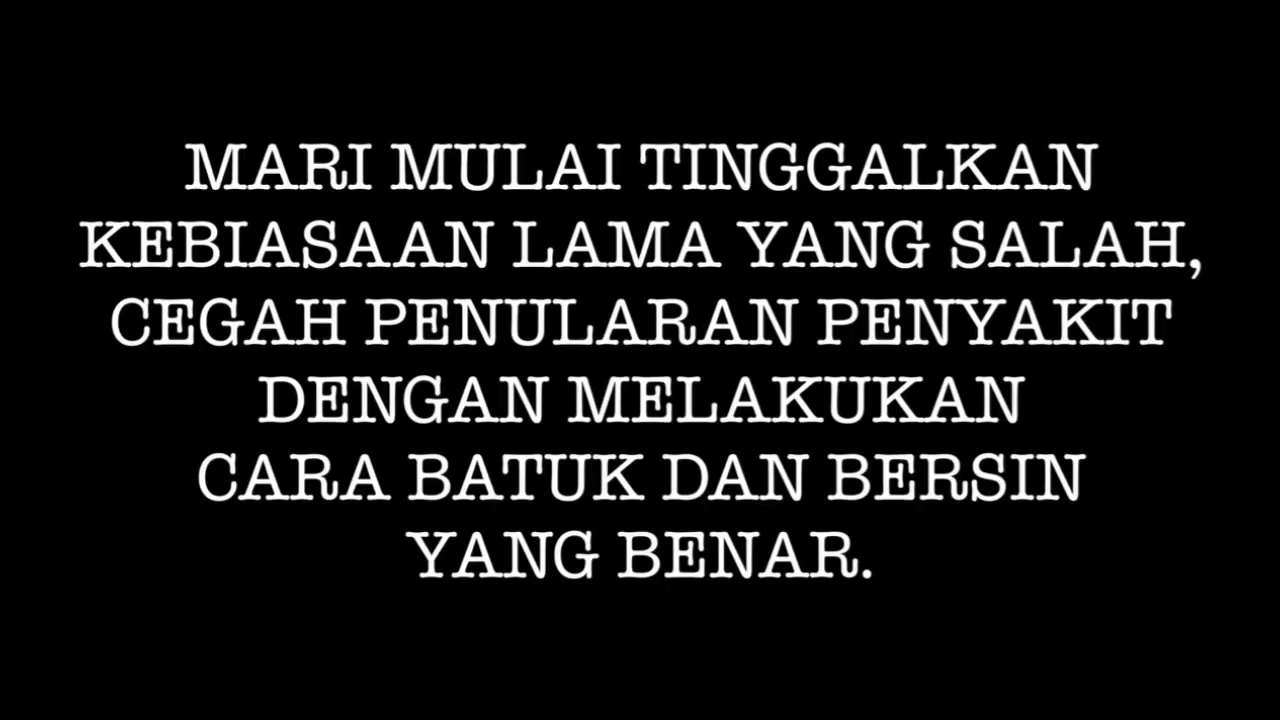 MARI MULAI TINGGALKAN
KEBIASAAN LAMA YANG SALAH,
CEGAH PENULARAN PENYAKIT
DENGAN MELAKUKAN
CARA BATUK DAN BERSIN
YANG BENAR.